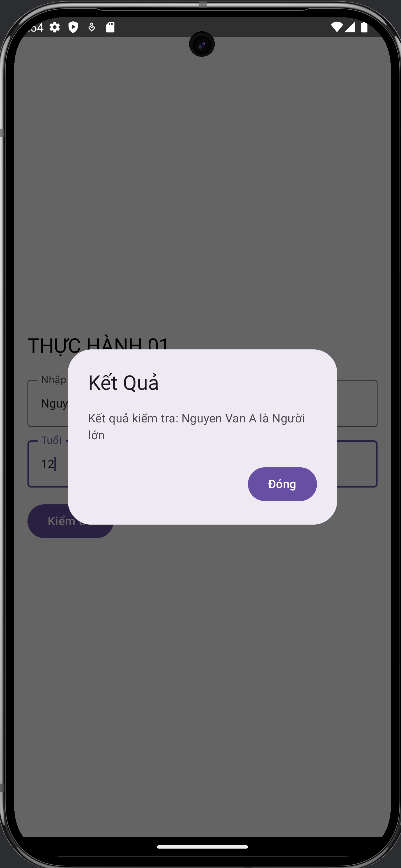 :54
THỰC HÀNH 01
Nhập
Nguy
Tuổi
12
Kiểm t
Kết Quả
Kết quả kiểm tra: Nguyen Van A là Người
lớn
Đóng